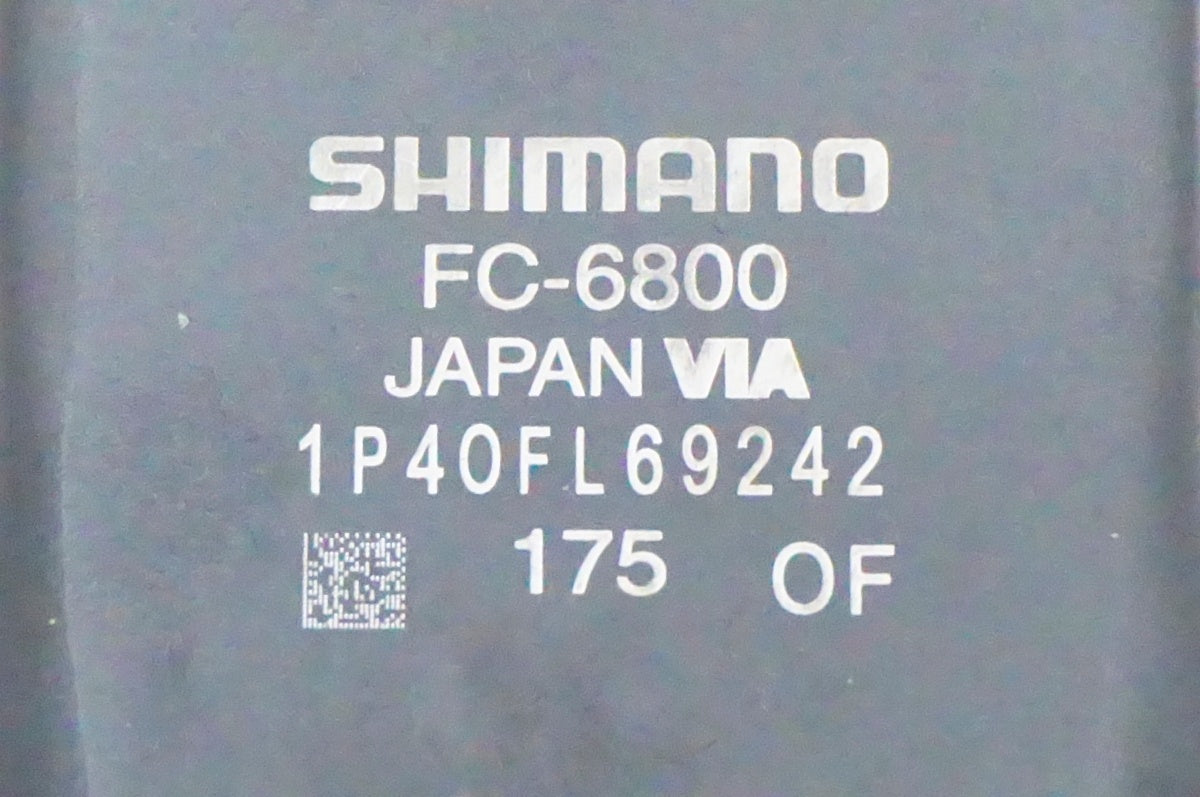 SHIMANO
FC-6800
JAPAN VIA
1P40FL69242
175 OF